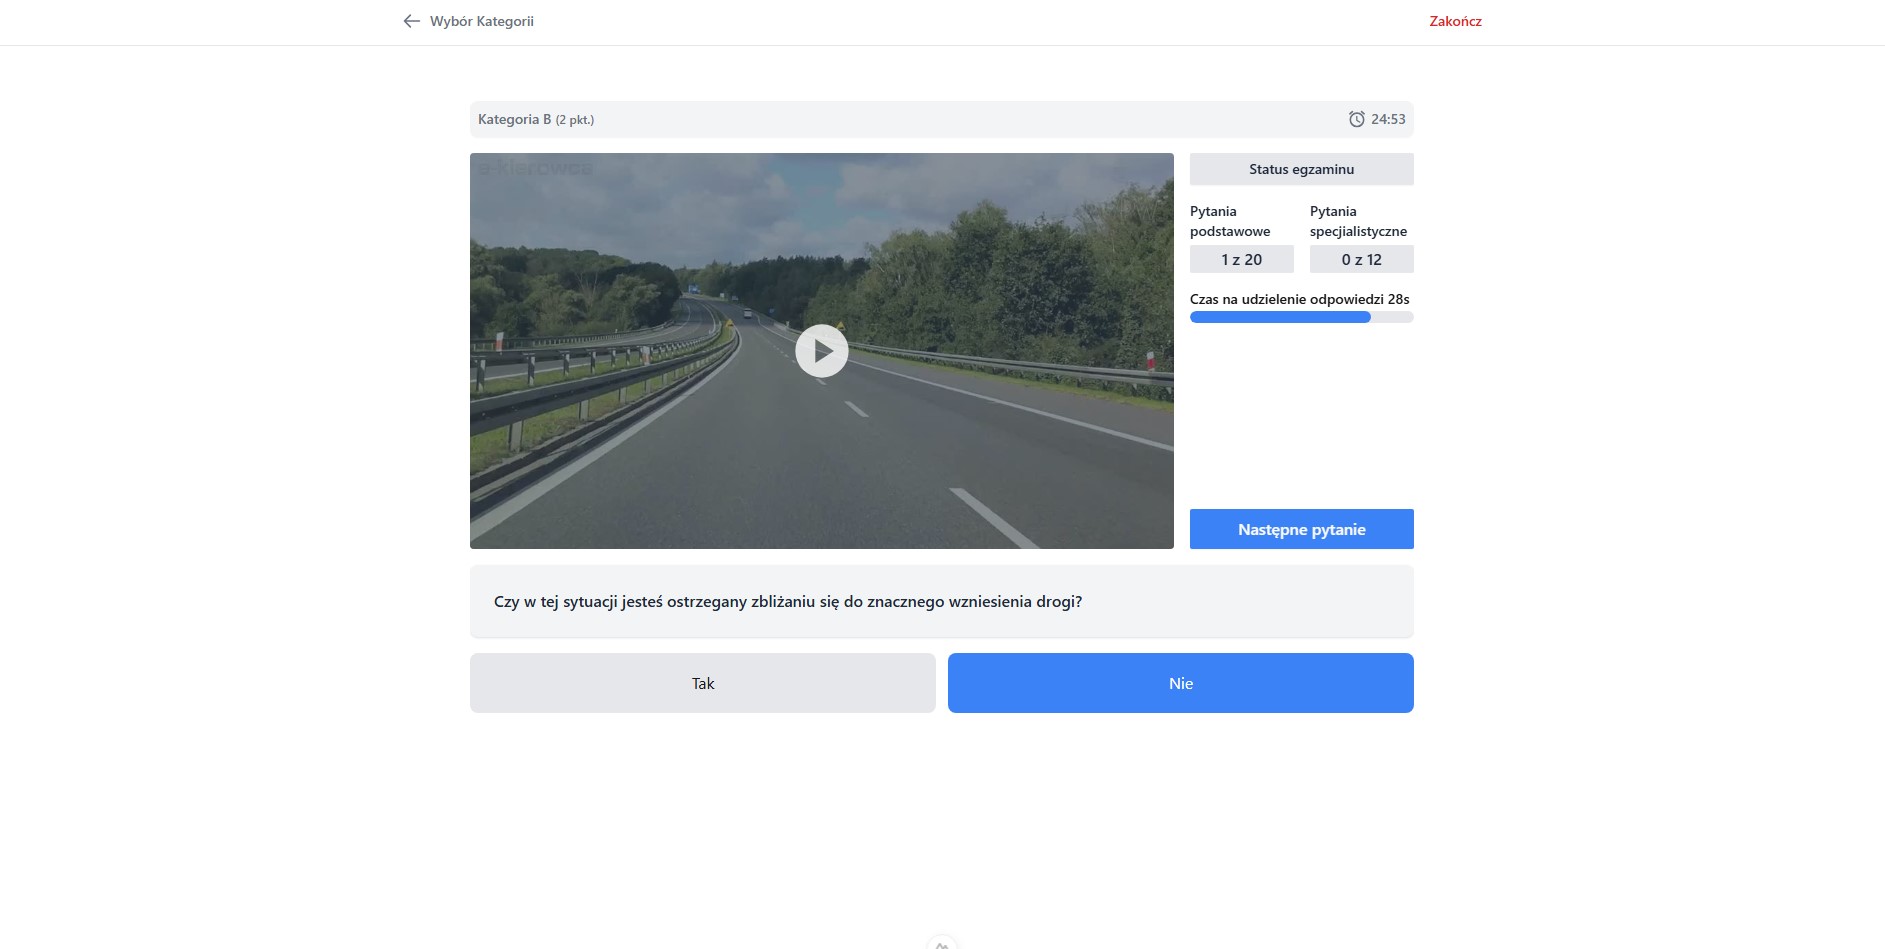 Wybór Kategorii
Zakończ
Kategoria B (2 pkt.)
24:53
e-kierowca
Status egzaminu
Pytania podstawowe
1 z 20
Pytania specjialistyczne
0 z 12
Czas na udzielenie odpowiedzi 28s
Następne pytanie
Czy w tej sytuacji jesteś ostrzegany zbliżaniu się do znacznego wzniesienia drogi?
Tak
Nie